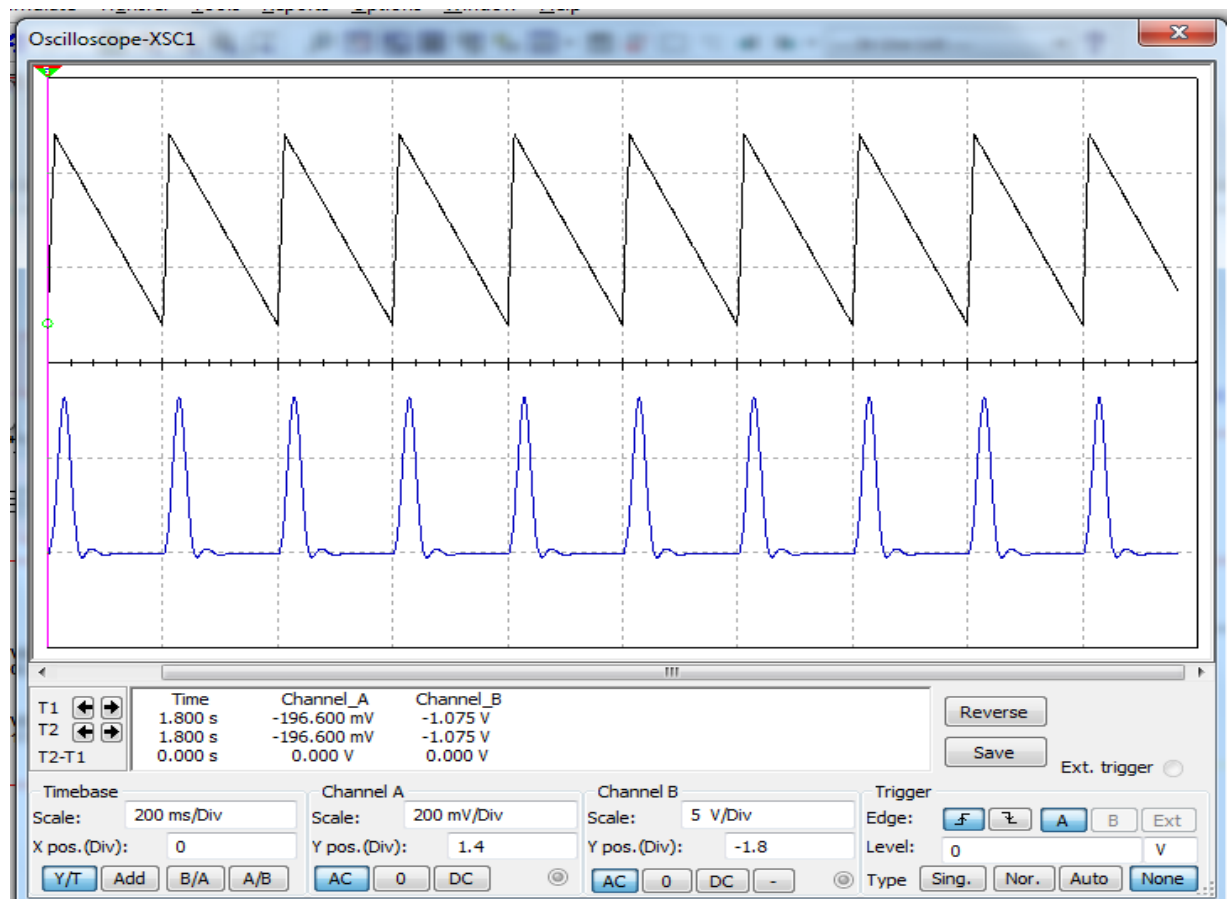 Oscilloscope-XSC1
T1
T2
T2-T1
Time Channel_A Channel_B
1.800 s -196.600 mV -1.075 V
1.800 s -196.600 mV -1.075 V
0.000 s 0.000 V 0.000 V
Reverse
Save
Ext. trigger
Timebase
Scale: 200 ms/Div
X pos.(Div): 0
Y/T Add B/A A/B
Channel A
Scale: 200 mV/Div
Y pos.(Div): 1.4
AC 0 DC
Channel B
Scale: 5 V/Div
Y pos.(Div): -1.8
AC 0 DC -
Trigger
Edge: A B Ext
Level: 0 V
Type Sing. Nor. Auto None